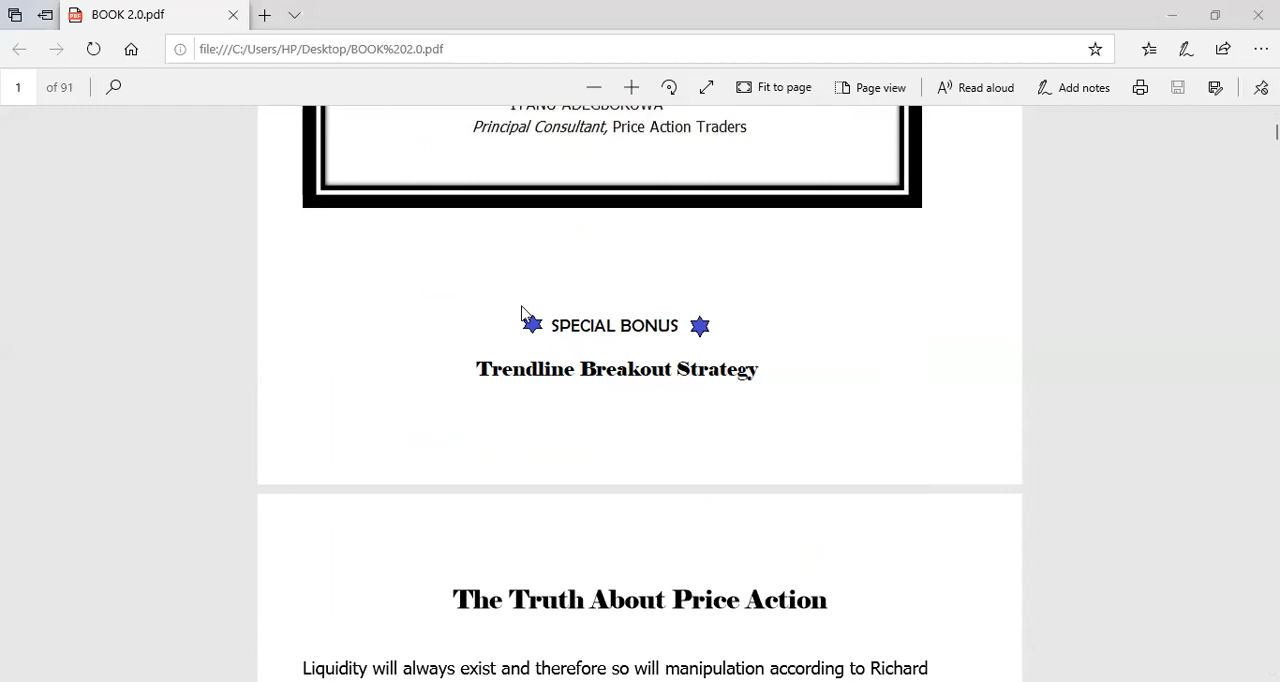 BOOK 2.0.pdf
file:///C:/Users/HP/Desktop/BOOK%202.0.pdf
1 of 91
Fit to page
Page view
Read aloud
Add notes
Principal Consultant, Price Action Traders
SPECIAL BONUS
Trendline Breakout Strategy
The Truth About Price Action
Liquidity will always exist and therefore so will manipulation according to Richard